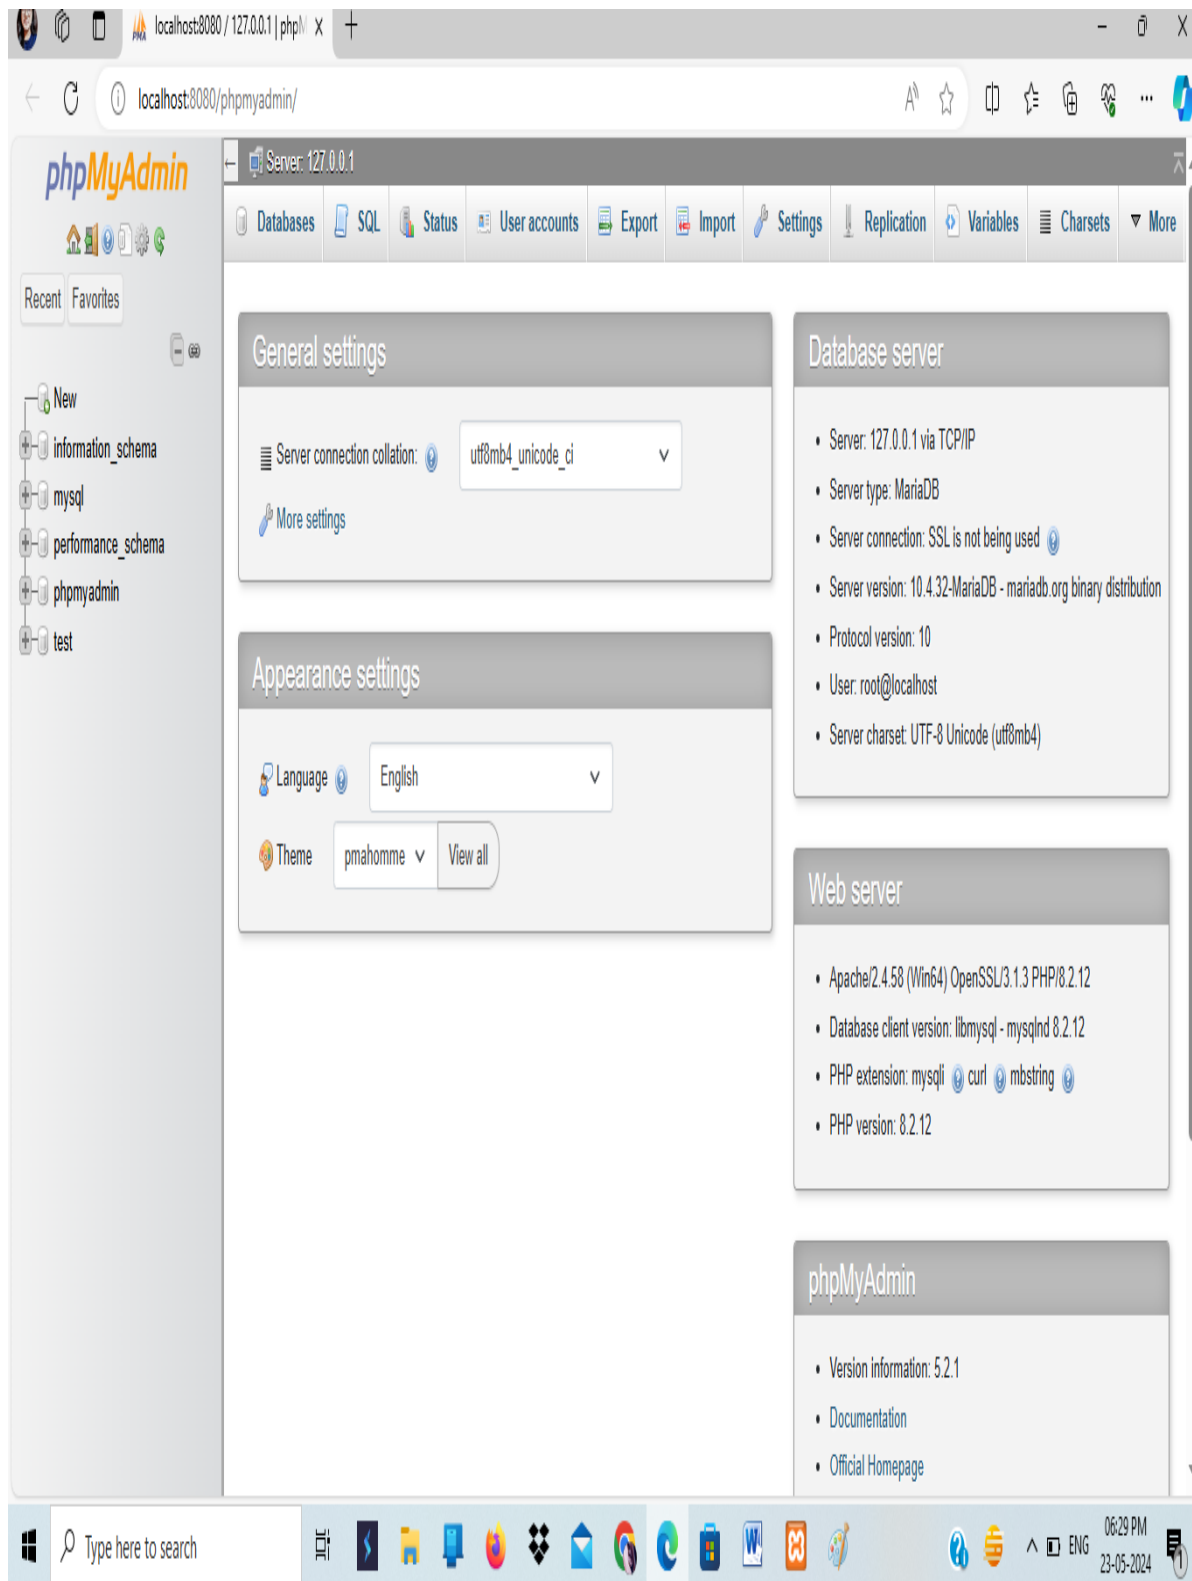 localhost:8080 / 127.0.0.1 | phpM
localhost:8080/phpmyadmin/
phpMyAdmin
Recent Favorites
New
information_schema
mysql
performance_schema
phpmyadmin
test
Server: 127.0.0.1
Databases SQL Status User accounts Export Import Settings Replication Variables Charsets More
General settings
Server connection collation: utf8mb4_unicode_ci
More settings
Appearance settings
Language English
Theme pmahomme View all
Database server
Server: 127.0.0.1 via TCP/IP
Server type: MariaDB
Server connection: SSL is not being used
Server version: 10.4.32-MariaDB - mariadb.org binary distribution
Protocol version: 10
User: root@localhost
Server charset: UTF-8 Unicode (utf8mb4)
Web server
Apache/2.4.58 (Win64) OpenSSL/3.1.3 PHP/8.2.12
Database client version: libmysql - mysqlnd 8.2.12
PHP extension: mysqli curl mbstring
PHP version: 8.2.12
phpMyAdmin
Version information: 5.2.1
Documentation
Official Homepage
Type here to search
ENG
06:29 PM
23-05-2024
1